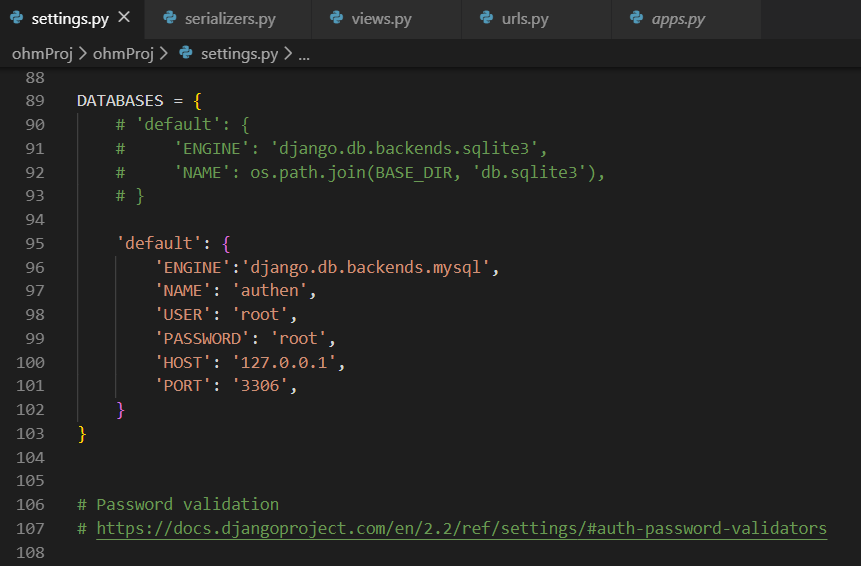 settings.py
serializers.py
views.py
urls.py
apps.py
ohmProj > ohmProj > settings.py > ...
88
89 DATABASES = {
90     # 'default': {
91     #     'ENGINE': 'django.db.backends.sqlite3',
92     #     'NAME': os.path.join(BASE_DIR, 'db.sqlite3'),
93     # }
94
95     'default': {
96         'ENGINE':'django.db.backends.mysql',
97         'NAME': 'authen',
98         'USER': 'root',
99         'PASSWORD': 'root',
100         'HOST': '127.0.0.1',
101         'PORT': '3306',
102     }
103 }
104
105
106 # Password validation
107 # https://docs.djangoproject.com/en/2.2/ref/settings/#auth-password-validators
108